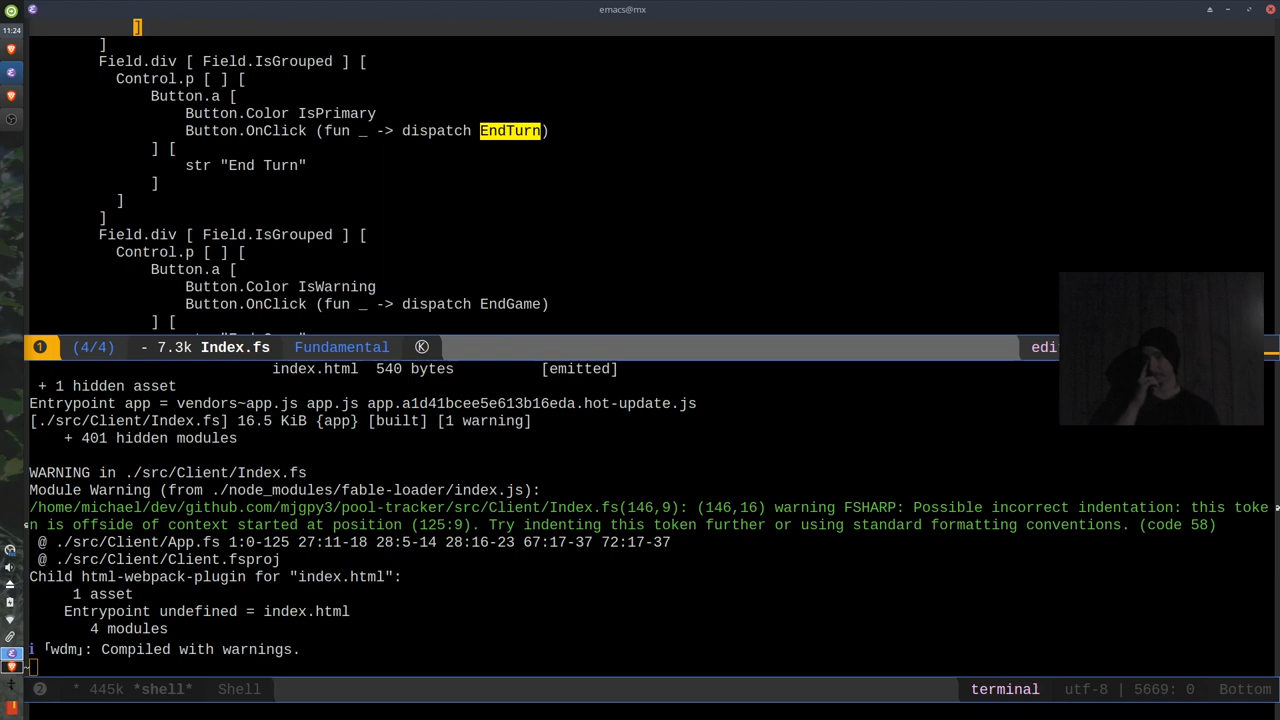 emacs@mx
11:24
]
]
Field.div [ Field.IsGrouped ] [
Control.p [ ] [
Button.a [
Button.Color IsPrimary
Button.OnClick (fun _ -> dispatch EndTurn)
] [
str "End Turn"
]
]
]
Field.div [ Field.IsGrouped ] [
Control.p [ ] [
Button.a [
Button.Color IsWarning
Button.OnClick (fun _ -> dispatch EndGame)
] [
1 (4/4) - 7.3k Index.fs Fundamental K edi
index.html 540 bytes [emitted]
+ 1 hidden asset
Entrypoint app = vendors~app.js app.js app.a1d41bcee5e613b16eda.hot-update.js
[./src/Client/Index.fs] 16.5 KiB {app} [built] [1 warning]
+ 401 hidden modules
WARNING in ./src/Client/Index.fs
Module Warning (from ./node_modules/fable-loader/index.js):
/home/michael/dev/github.com/mjgpy3/pool-tracker/src/Client/Index.fs(146,9): (146,16) warning FSHARP: Possible incorrect indentation: this toke
n is offside of context started at position (125:9). Try indenting this token further or using standard formatting conventions. (code 58)
@ ./src/Client/App.fs 1:0-125 27:11-18 28:5-14 28:16-23 67:17-37 72:17-37
@ ./src/Client/Client.fsproj
Child html-webpack-plugin for "index.html":
1 asset
Entrypoint undefined = index.html
4 modules
i ｢wdm｣: Compiled with warnings.
2 * 445k *shell* Shell terminal utf-8 | 5669: 0 Bottom